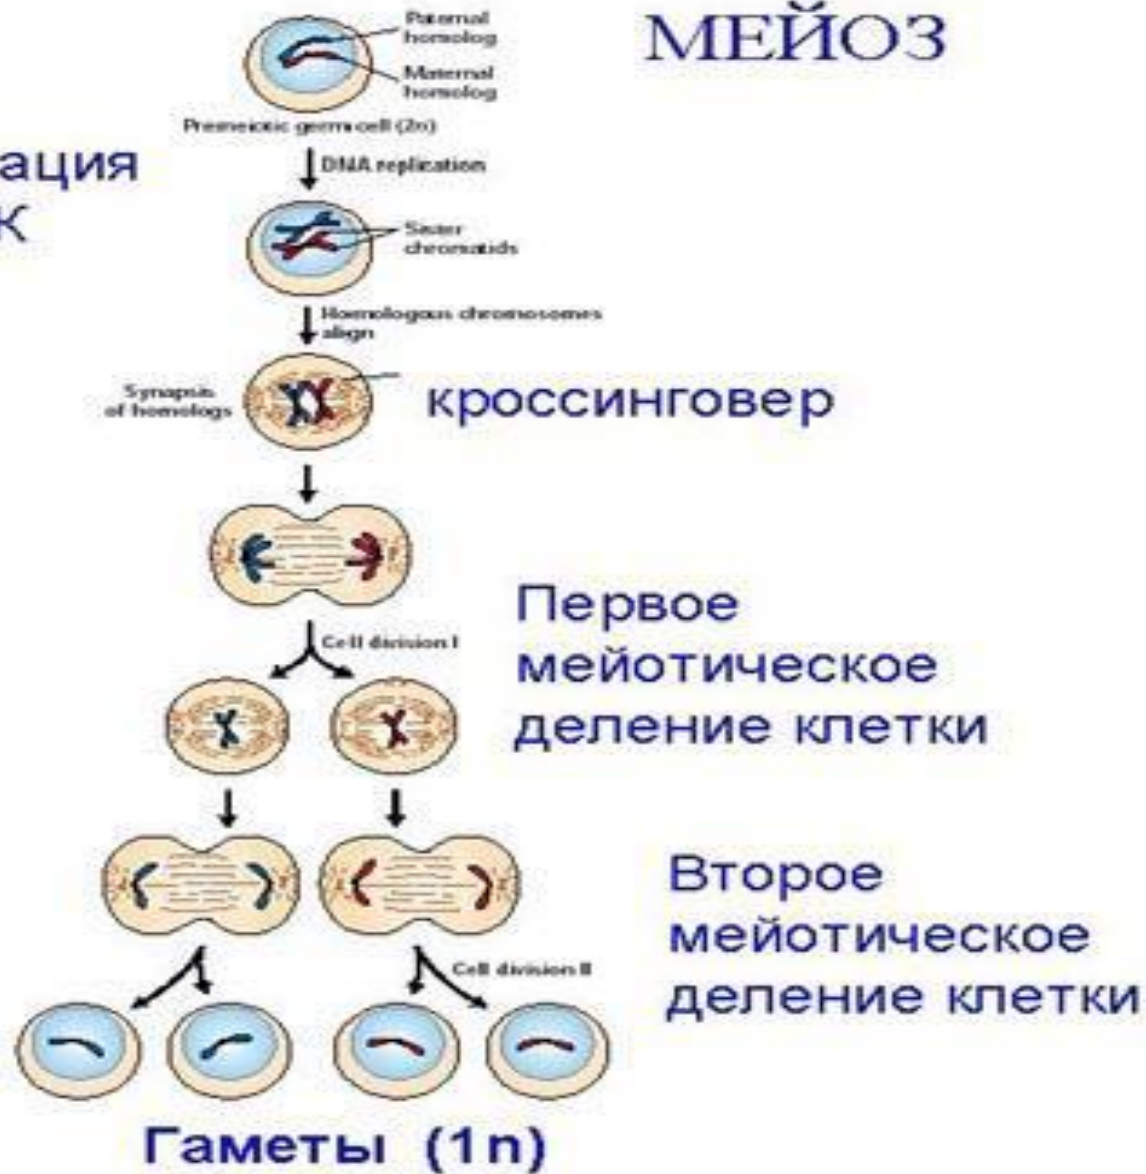 МЕЙОЗ
Paternal
homolog
Maternal
homolog
Premeiotic germ cell (2n)
DNA replication
ация
К
Sister
chromatids
Homologous chromosomes
align
Synapsis
of homologs
кроссинговер
Первое
мейотическое
деление клетки
Cell division I
Второе
мейотическое
деление клетки
Cell division II
Гаметы (1n)